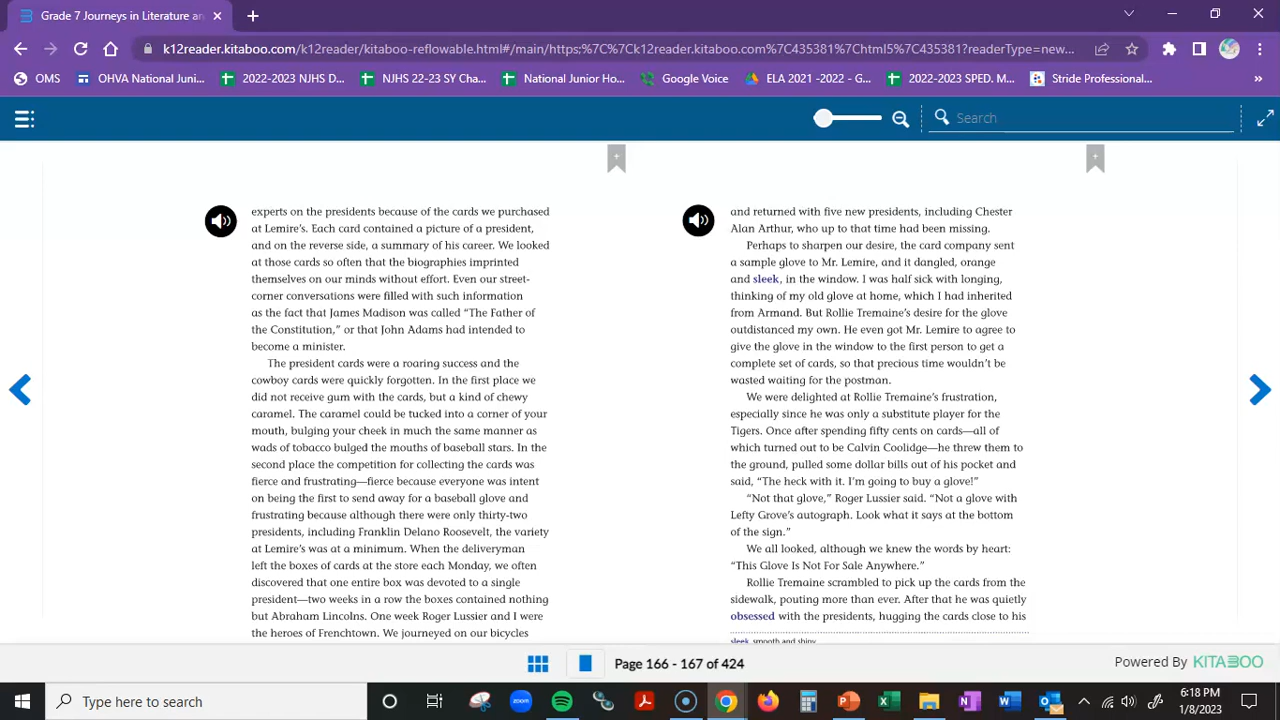 Grade 7 Journeys in Literature an
k12reader.kitaboo.com/k12reader/kitaboo-reflowable.html#/main/https;%7C%7Ck12reader.kitaboo.com%7C435381%7Chtml5%7C435381?readerType=new...
OMS
OHVA National Juni...
2022-2023 NJHS D...
NJHS 22-23 SY Cha...
National Junior Ho...
Google Voice
ELA 2021 -2022 - G...
2022-2023 SPED. M...
Stride Professional...
Search
experts on the presidents because of the cards we purchased
at Lemire's. Each card contained a picture of a president,
and on the reverse side, a summary of his career. We looked
at those cards so often that the biographies imprinted
themselves on our minds without effort. Even our street-
corner conversations were filled with such information
as the fact that James Madison was called “The Father of
the Constitution,” or that John Adams had intended to
become a minister.
The president cards were a roaring success and the
cowboy cards were quickly forgotten. In the first place we
did not receive gum with the cards, but a kind of chewy
caramel. The caramel could be tucked into a corner of your
mouth, bulging your cheek in much the same manner as
wads of tobacco bulged the mouths of baseball stars. In the
second place the competition for collecting the cards was
fierce and frustrating—fierce because everyone was intent
on being the first to send away for a baseball glove and
frustrating because although there were only thirty-two
presidents, including Franklin Delano Roosevelt, the variety
at Lemire's was at a minimum. When the deliveryman
left the boxes of cards at the store each Monday, we often
discovered that one entire box was devoted to a single
president—two weeks in a row the boxes contained nothing
but Abraham Lincolns. One week Roger Lussier and I were
the heroes of Frenchtown. We journeyed on our bicycles
and returned with five new presidents, including Chester
Alan Arthur, who up to that time had been missing.
Perhaps to sharpen our desire, the card company sent
a sample glove to Mr. Lemire, and it dangled, orange
and sleek, in the window. I was half sick with longing,
thinking of my old glove at home, which I had inherited
from Armand. But Rollie Tremaine's desire for the glove
outdistanced my own. He even got Mr. Lemire to agree to
give the glove in the window to the first person to get a
complete set of cards, so that precious time wouldn't be
wasted waiting for the postman.
We were delighted at Rollie Tremaine's frustration,
especially since he was only a substitute player for the
Tigers. Once after spending fifty cents on cards—all of
which turned out to be Calvin Coolidge—he threw them to
the ground, pulled some dollar bills out of his pocket and
said, “The heck with it. I'm going to buy a glove!”
“Not that glove,” Roger Lussier said. “Not a glove with
Lefty Grove's autograph. Look what it says at the bottom
of the sign.”
We all looked, although we knew the words by heart:
“This Glove Is Not For Sale Anywhere.”
Rollie Tremaine scrambled to pick up the cards from the
sidewalk, pouting more than ever. After that he was quietly
obsessed with the presidents, hugging the cards close to his
sleek, smooth and shiny
Page 166 - 167 of 424
Powered By KITABOO
Type here to search
zoom
6:18 PM
1/8/2023